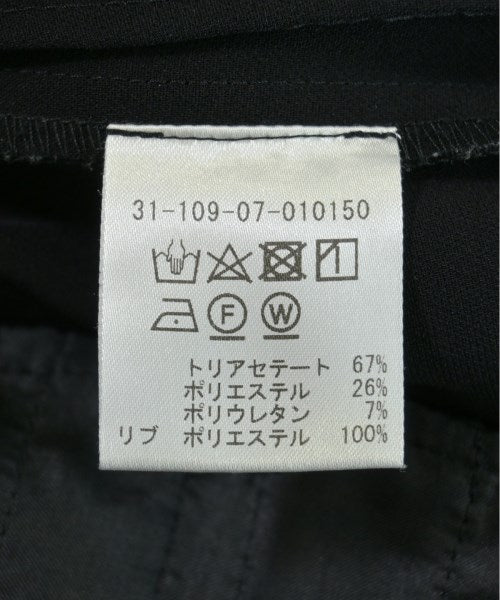 31-109-07-010150
F W
トリアセテート 67%
ポリエステル 26%
ポリウレタン 7%
リブ ポリエステル 100%